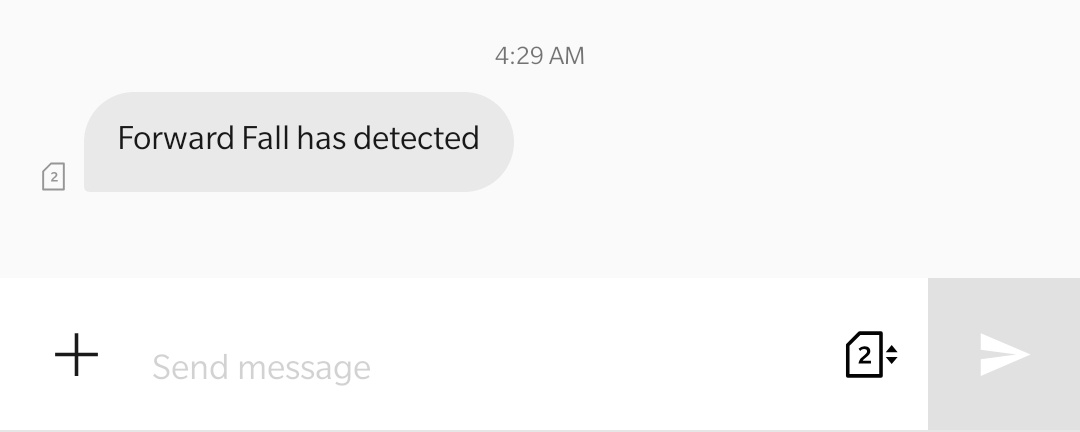 4:29 AM
Forward Fall has detected
2
Send message
2